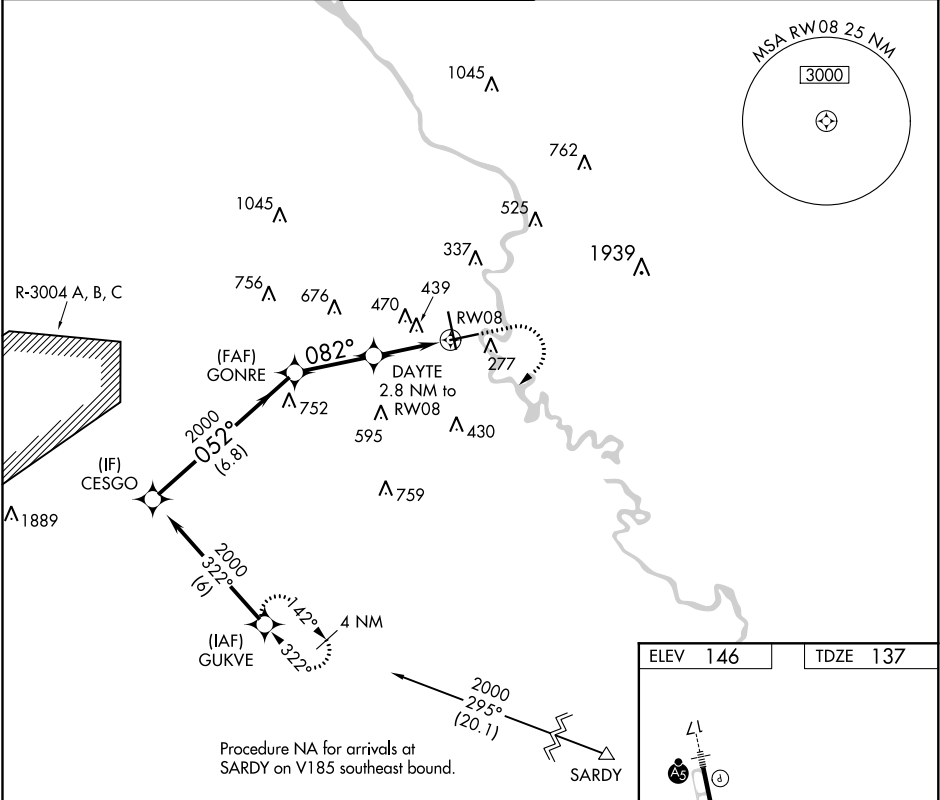 MSA RW08 25 NM
3000
1045
762
525
1045
337
1939
756
676
470
439
R-3004 A, B, C
RW08
082°
(FAF)
GONRE
277
DAYTE
2.8 NM to
RW08
752
595
430
2000
052°
(6.8)
(IF)
CESGO
759
1889
2000
322°
(6)
142°
4 NM
322°
(IAF)
GUKVE
ELEV 146
TDZE 137
2000
295°
(20.1)
Procedure NA for arrivals at
SARDY on V185 southeast bound.
SARDY
17
A5
P